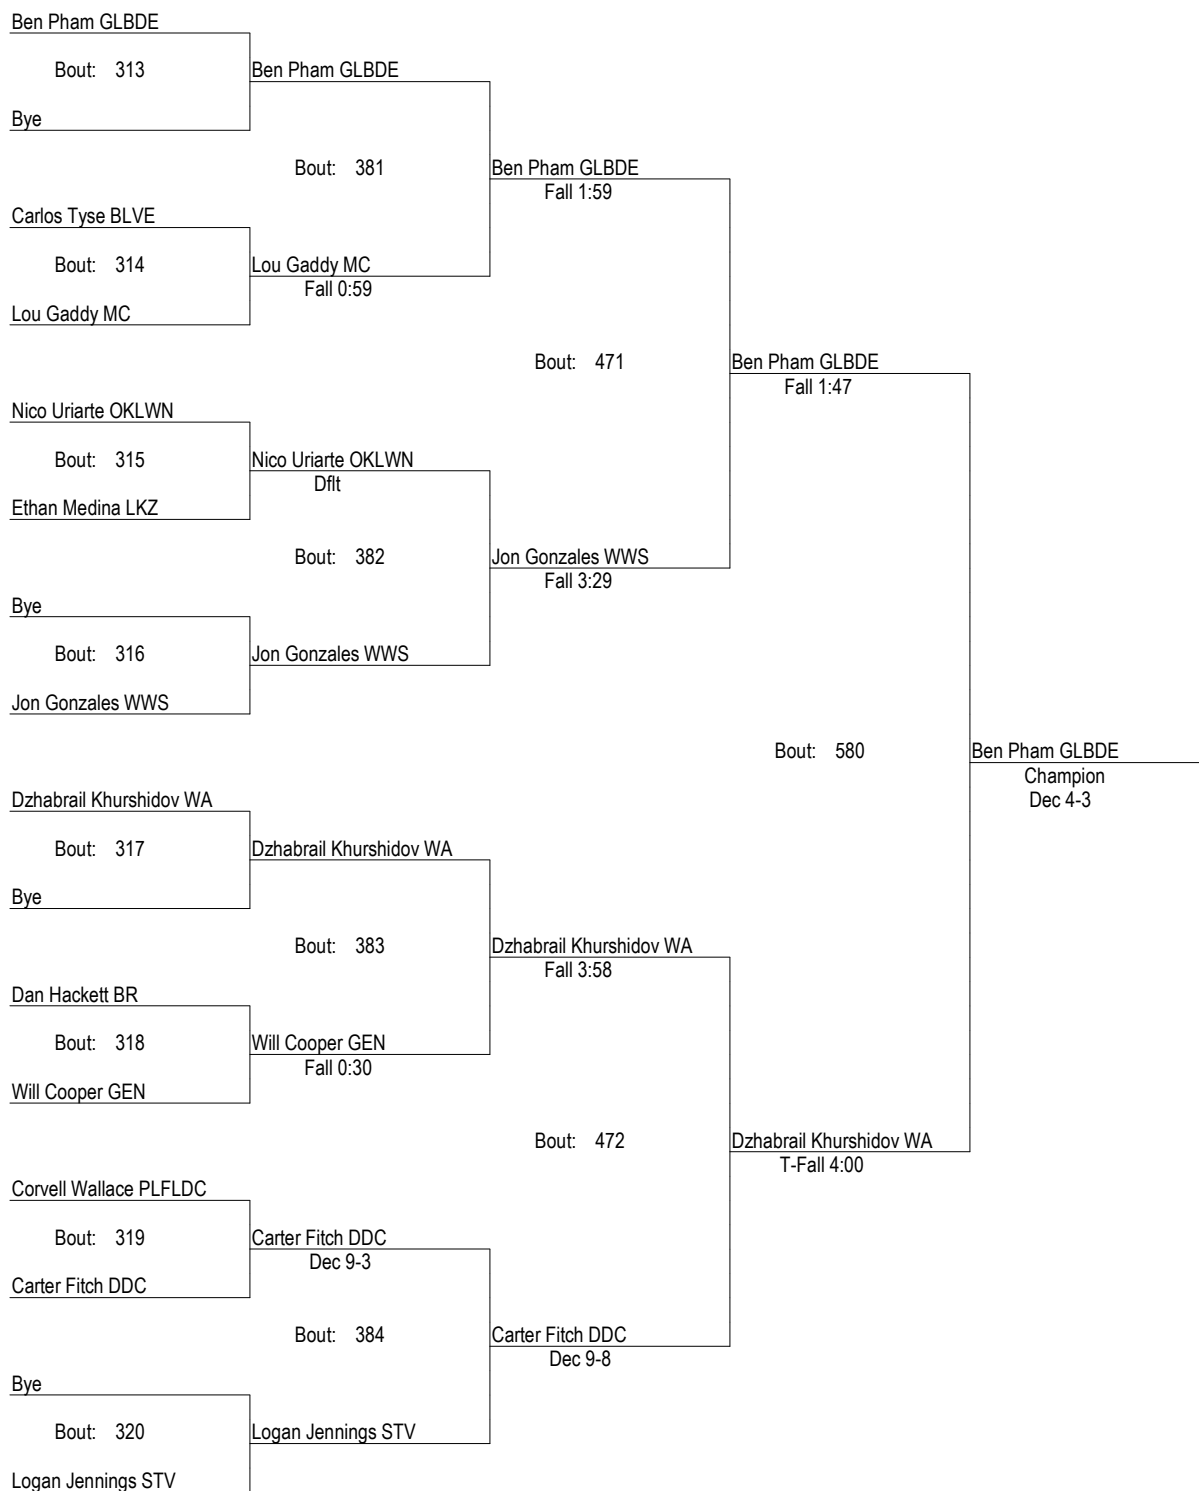 Ben Pham GLBDE
Bout: 313
Ben Pham GLBDE
Bye
Bout: 381
Ben Pham GLBDE
Fall 1:59
Carlos Tyse BLVE
Bout: 314
Lou Gaddy MC
Fall 0:59
Lou Gaddy MC
Bout: 471
Ben Pham GLBDE
Fall 1:47
Nico Uriarte OKLWN
Bout: 315
Nico Uriarte OKLWN
Dflt
Ethan Medina LKZ
Bout: 382
Jon Gonzales WWS
Fall 3:29
Bye
Bout: 316
Jon Gonzales WWS
Jon Gonzales WWS
Bout: 580
Ben Pham GLBDE
Champion
Dec 4-3
Dzhabrail Khurshidov WA
Bout: 317
Dzhabrail Khurshidov WA
Bye
Bout: 383
Dzhabrail Khurshidov WA
Fall 3:58
Dan Hackett BR
Bout: 318
Will Cooper GEN
Fall 0:30
Will Cooper GEN
Bout: 472
Dzhabrail Khurshidov WA
T-Fall 4:00
Corvell Wallace PLFLDC
Bout: 319
Carter Fitch DDC
Dec 9-3
Carter Fitch DDC
Bout: 384
Carter Fitch DDC
Dec 9-8
Bye
Bout: 320
Logan Jennings STV
Logan Jennings STV